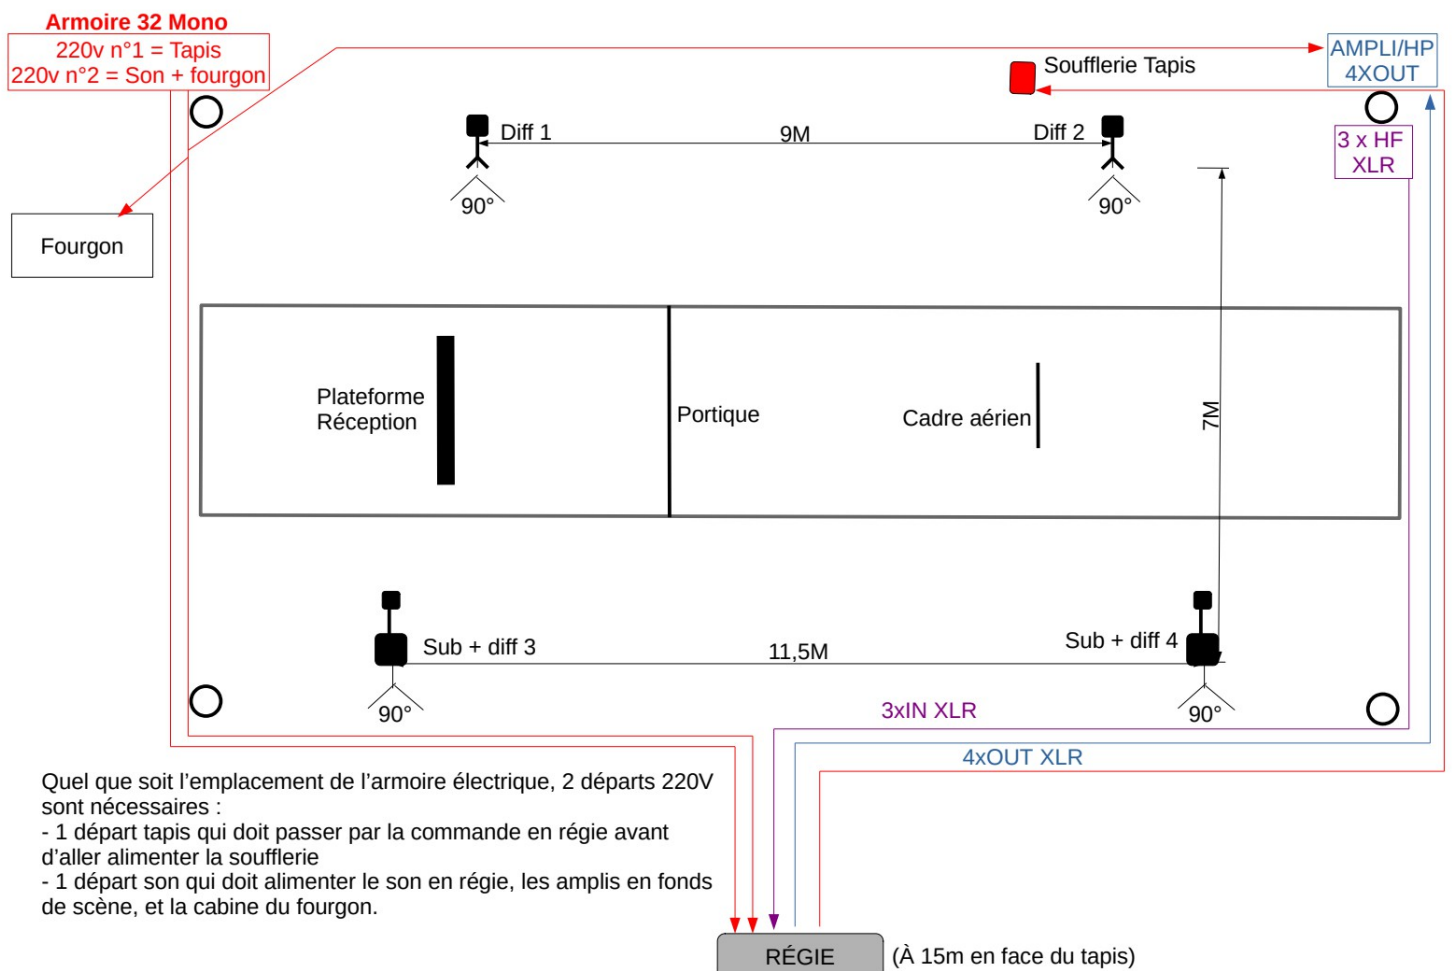 Armoire 32 Mono
220v n°1 = Tapis
220v n°2 = Son + fourgon
AMPLI/HP
4XOUT
Soufflerie Tapis
Diff 1
9M
Diff 2
3 x HF
XLR
90°
90°
Fourgon
Plateforme
Réception
Portique
Cadre aérien
7M
Sub + diff 3
11,5M
Sub + diff 4
90°
90°
3xIN XLR
4xOUT XLR
Quel que soit l’emplacement de l’armoire électrique, 2 départs 220V
sont nécessaires :
- 1 départ tapis qui doit passer par la commande en régie avant
d’aller alimenter la soufflerie
- 1 départ son qui doit alimenter le son en régie, les amplis en fonds
de scène, et la cabine du fourgon.
RÉGIE
(À 15m en face du tapis)